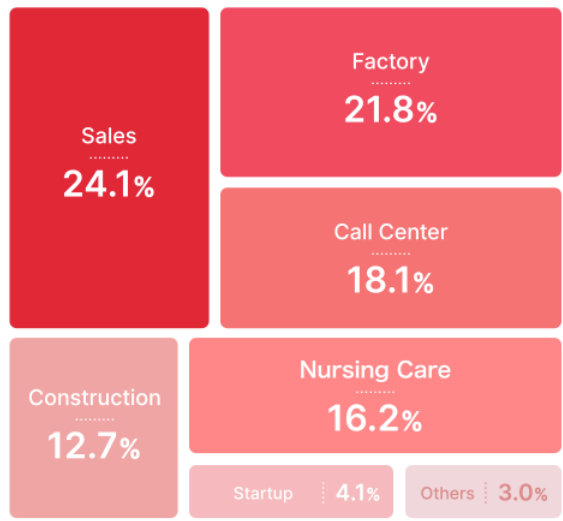 Sales
24.1%
Factory
21.8%
Call Center
18.1%
Construction
12.7%
Nursing Care
16.2%
Startup 4.1%
Others 3.0%